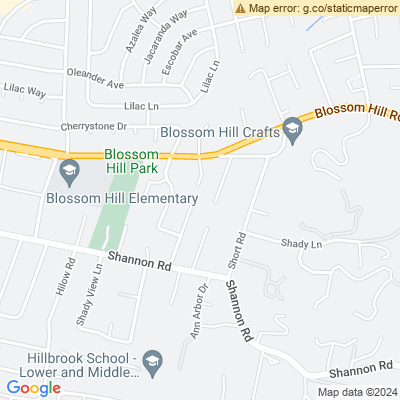 Map error: g.co/staticmaperror
Azalea Way
Jacaranda Way
Escobar Ave
Oleander Ave
Lilac Way
Lilac Ln
Lilac Ln
Cherrystone Dr
Blossom Hill Crafts
Blossom Hill Ro
Blossom
Hill Park
Blossom Hill Elementary
Shady Ln
Short Rd
Shannon Rd
Hilow Rd
Shady View Ln
Ann Arbor Dr
Shannon Rd
Hillbrook School -
Lower and Middle...
Shannon Rd
Google
Map data ©2024